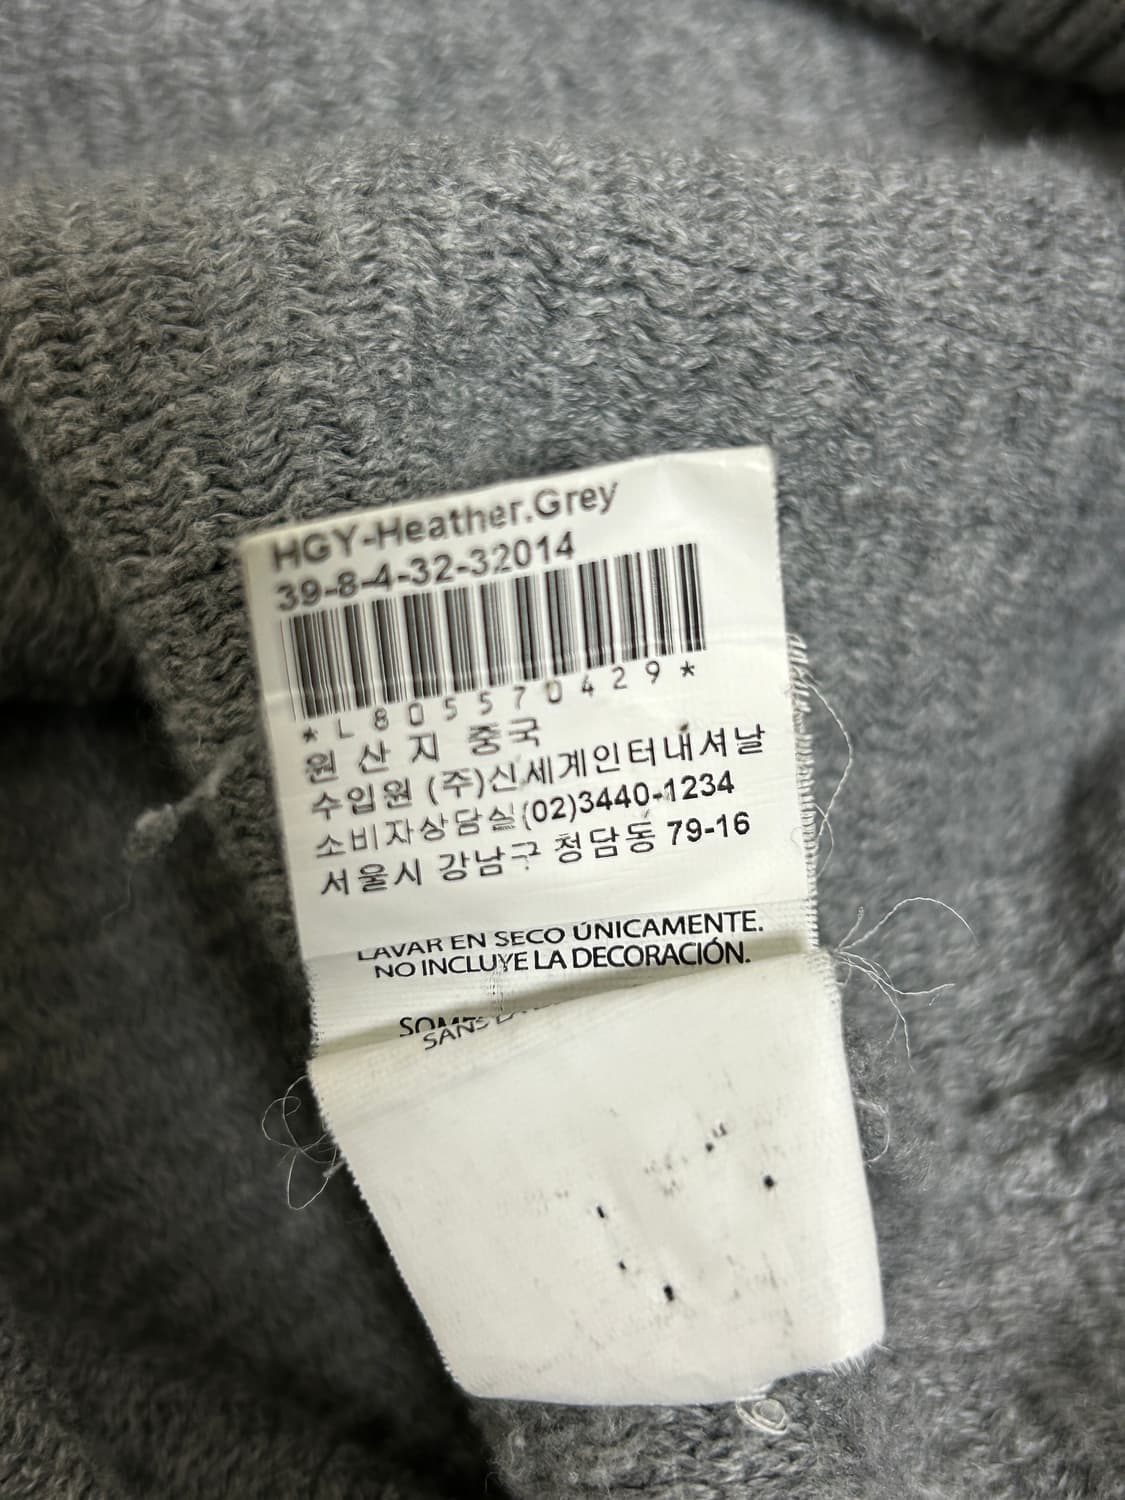 HGY-Heather.Grey
39-8-4-32-32014
*L805570429*
원 산 지 중국
수입원 (주)신세계인터내셔날
소비자상담실(02)3440-1234
서울시 강남구 청담동 79-16
LAVAR EN SECO ÚNICAMENTE.
NO INCLUYE LA DECORACIÓN.
SANS